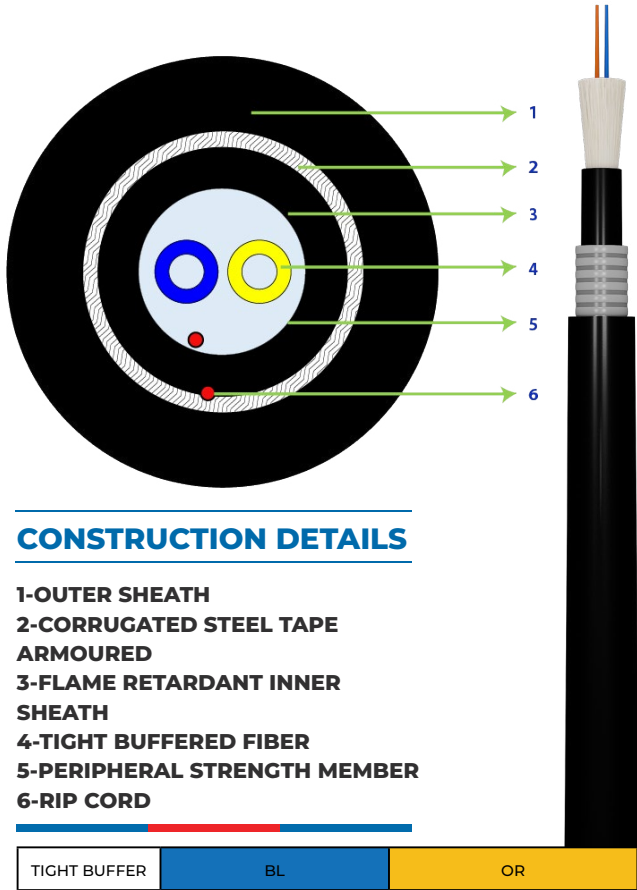 1
2
3
4
5
6
CONSTRUCTION DETAILS
1-OUTER SHEATH
2-CORRUGATED STEEL TAPE
ARMOURED
3-FLAME RETARDANT INNER
SHEATH
4-TIGHT BUFFERED FIBER
5-PERIPHERAL STRENGTH MEMBER
6-RIP CORD
TIGHT BUFFER BL OR